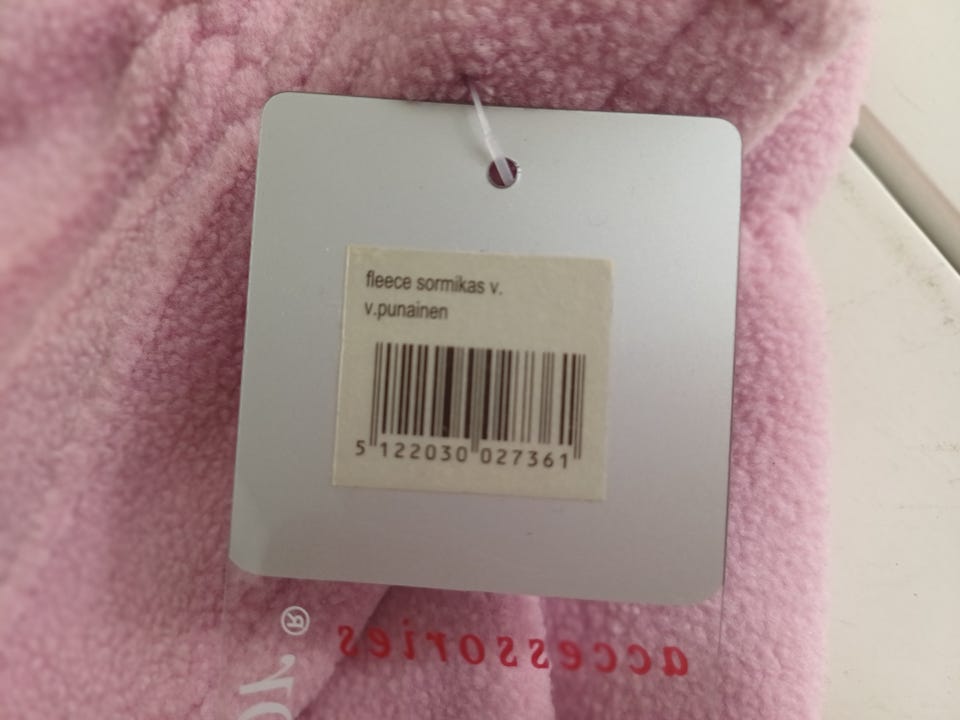 fleece sormikas v.
v.punainen
5 122030 027361
®
accessories